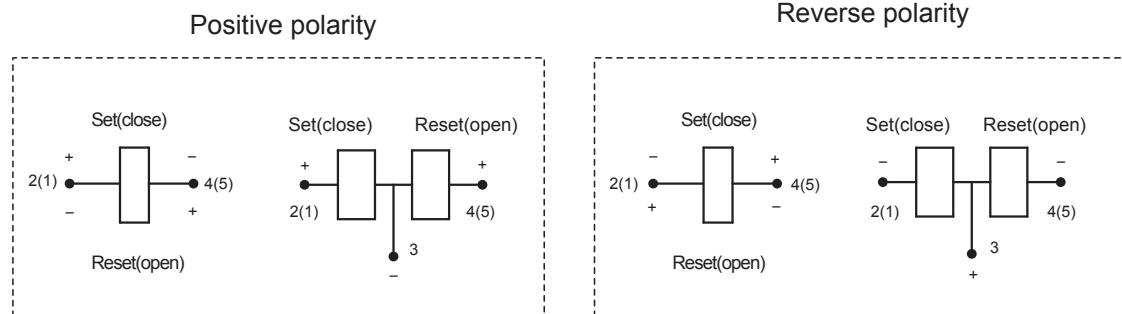 Positive polarity
Set(close)
+ –
2(1) 4(5)
– +
Reset(open)
Set(close) Reset(open)
+ +
2(1) 4(5)
3
–
Reverse polarity
Set(close)
– +
2(1) 4(5)
+ –
Reset(open)
Set(close) Reset(open)
– –
2(1) 4(5)
3
+